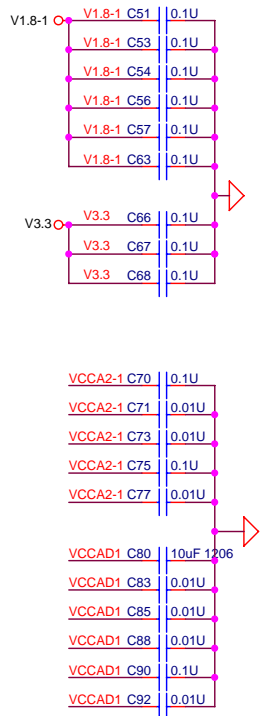 V1.8-1 V1.8-1 C51 0.1U
V1.8-1 C53 0.1U
V1.8-1 C54 0.1U
V1.8-1 C56 0.1U
V1.8-1 C57 0.1U
V1.8-1 C63 0.1U
V3.3 V3.3 C66 0.1U
V3.3 C67 0.1U
V3.3 C68 0.1U
VCCA2-1 C70 0.1U
VCCA2-1 C71 0.01U
VCCA2-1 C73 0.01U
VCCA2-1 C75 0.1U
VCCA2-1 C77 0.01U
VCCAD1 C80 10uF 1206
VCCAD1 C83 0.01U
VCCAD1 C85 0.01U
VCCAD1 C88 0.01U
VCCAD1 C90 0.1U
VCCAD1 C92 0.01U